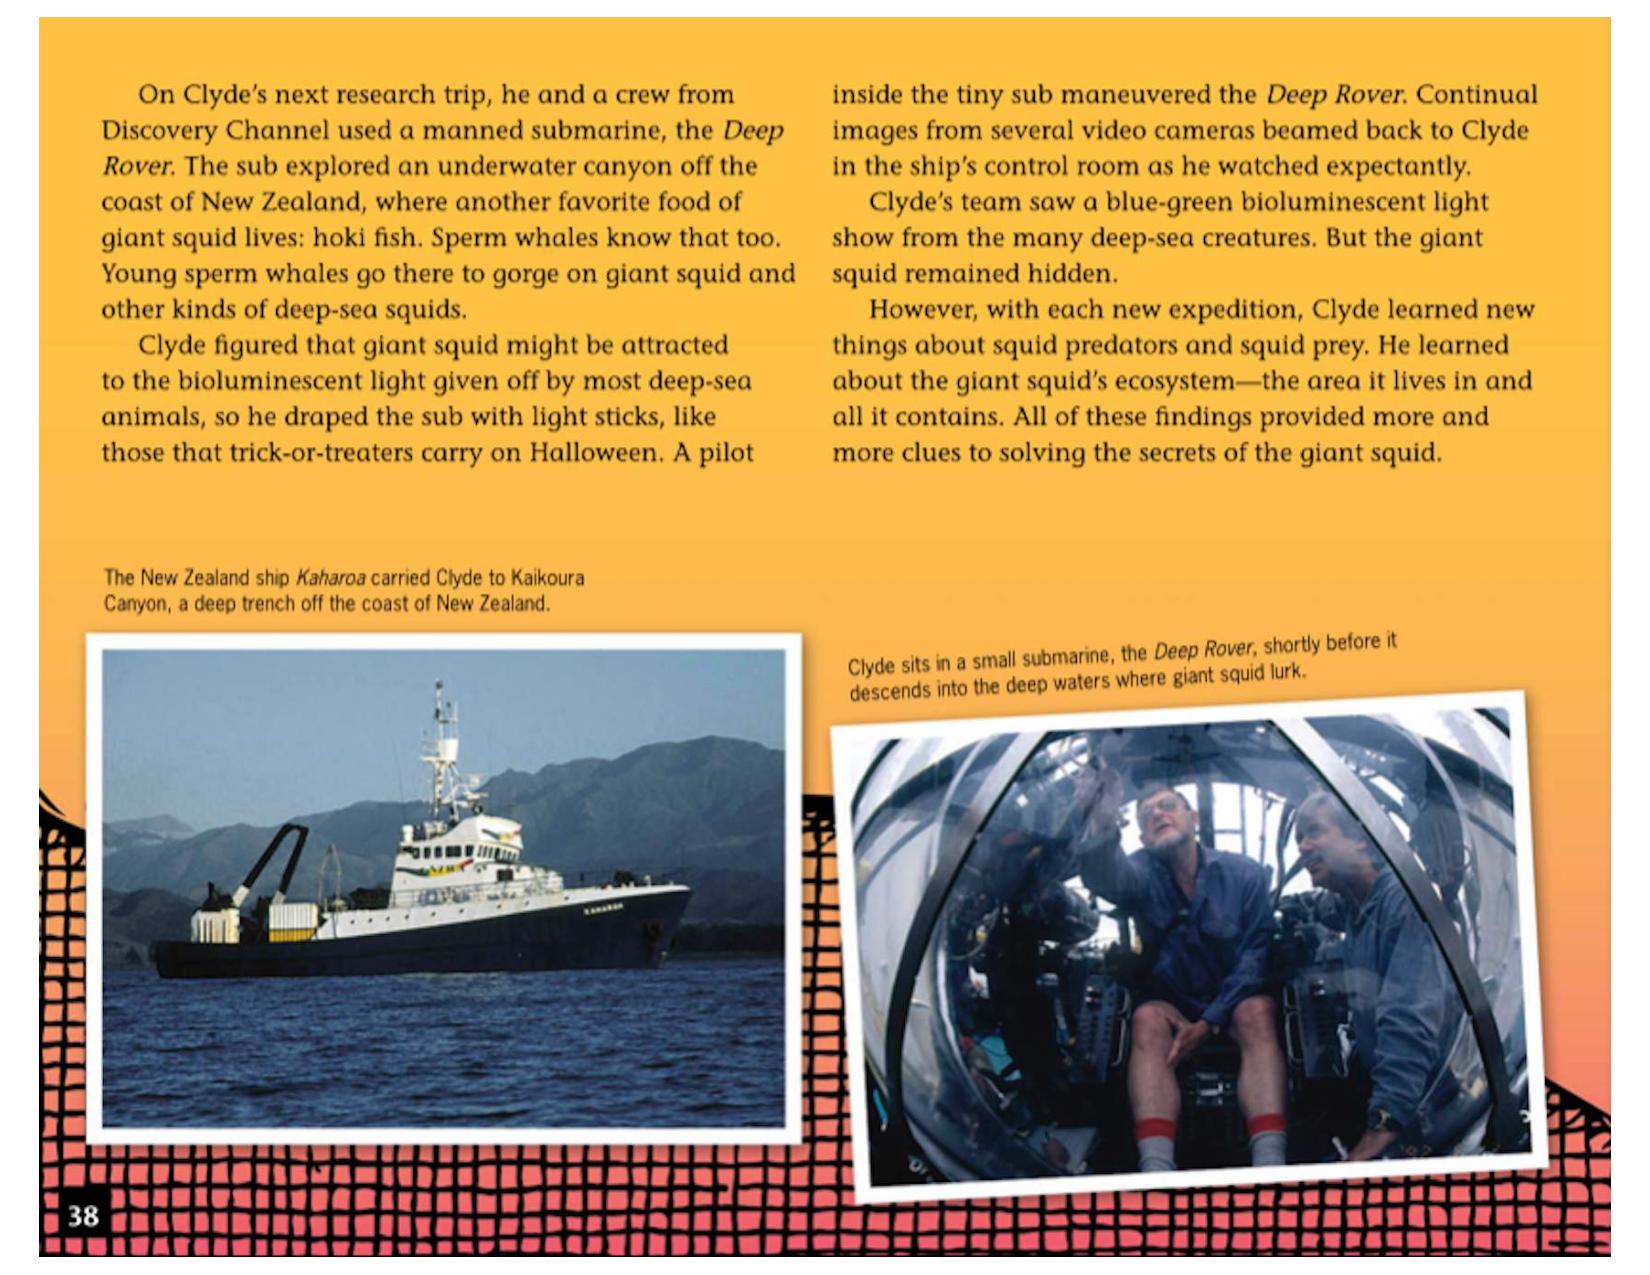 On Clyde’s next research trip, he and a crew from
Discovery Channel used a manned submarine, the Deep
Rover. The sub explored an underwater canyon off the
coast of New Zealand, where another favorite food of
giant squid lives: hoki fish. Sperm whales know that too.
Young sperm whales go there to gorge on giant squid and
other kinds of deep-sea squids.
Clyde figured that giant squid might be attracted
to the bioluminescent light given off by most deep-sea
animals, so he draped the sub with light sticks, like
those that trick-or-treaters carry on Halloween. A pilot
inside the tiny sub maneuvered the Deep Rover. Continual
images from several video cameras beamed back to Clyde
in the ship’s control room as he watched expectantly.
Clyde’s team saw a blue-green bioluminescent light
show from the many deep-sea creatures. But the giant
squid remained hidden.
However, with each new expedition, Clyde learned new
things about squid predators and squid prey. He learned
about the giant squid’s ecosystem—the area it lives in and
all it contains. All of these findings provided more and
more clues to solving the secrets of the giant squid.
The New Zealand ship Kaharoa carried Clyde to Kaikoura
Canyon, a deep trench off the coast of New Zealand.
Clyde sits in a small submarine, the Deep Rover, shortly before it
descends into the deep waters where giant squid lurk.
KAHAROA
38